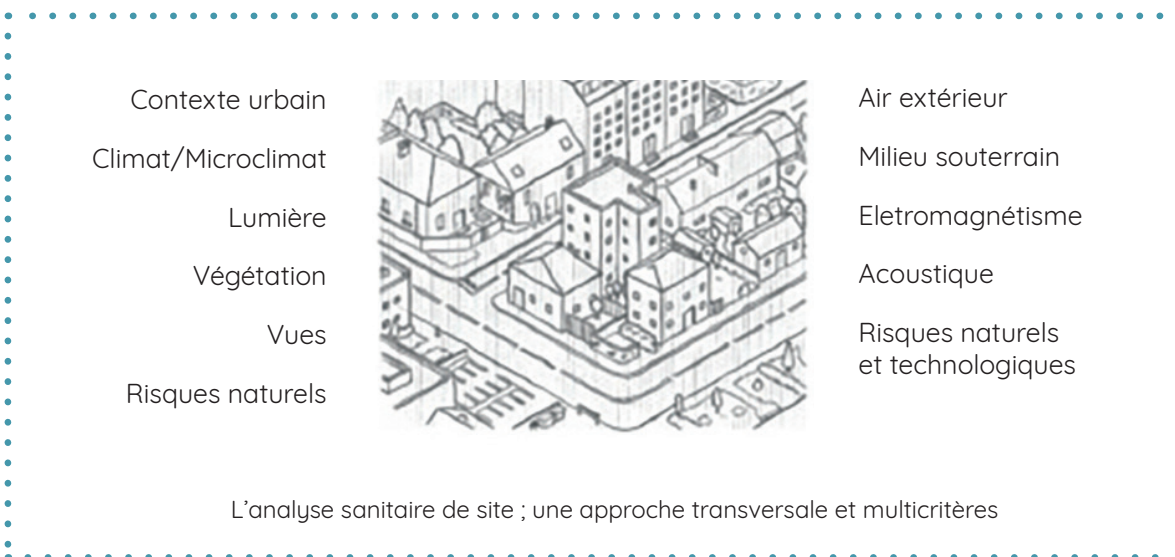 Contexte urbain
Climat/Microclimat
Lumière
Végétation
Vues
Risques naturels
Air extérieur
Milieu souterrain
Eletromagnétisme
Acoustique
Risques naturels
et technologiques
L'analyse sanitaire de site ; une approche transversale et multicritères